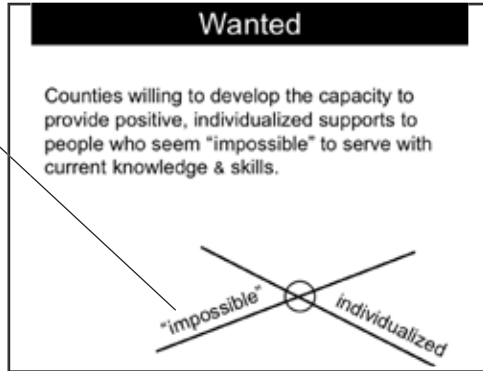 Wanted
Counties willing to develop the capacity to
provide positive, individualized supports to
people who seem “impossible” to serve with
current knowledge & skills.
“impossible”
individualized